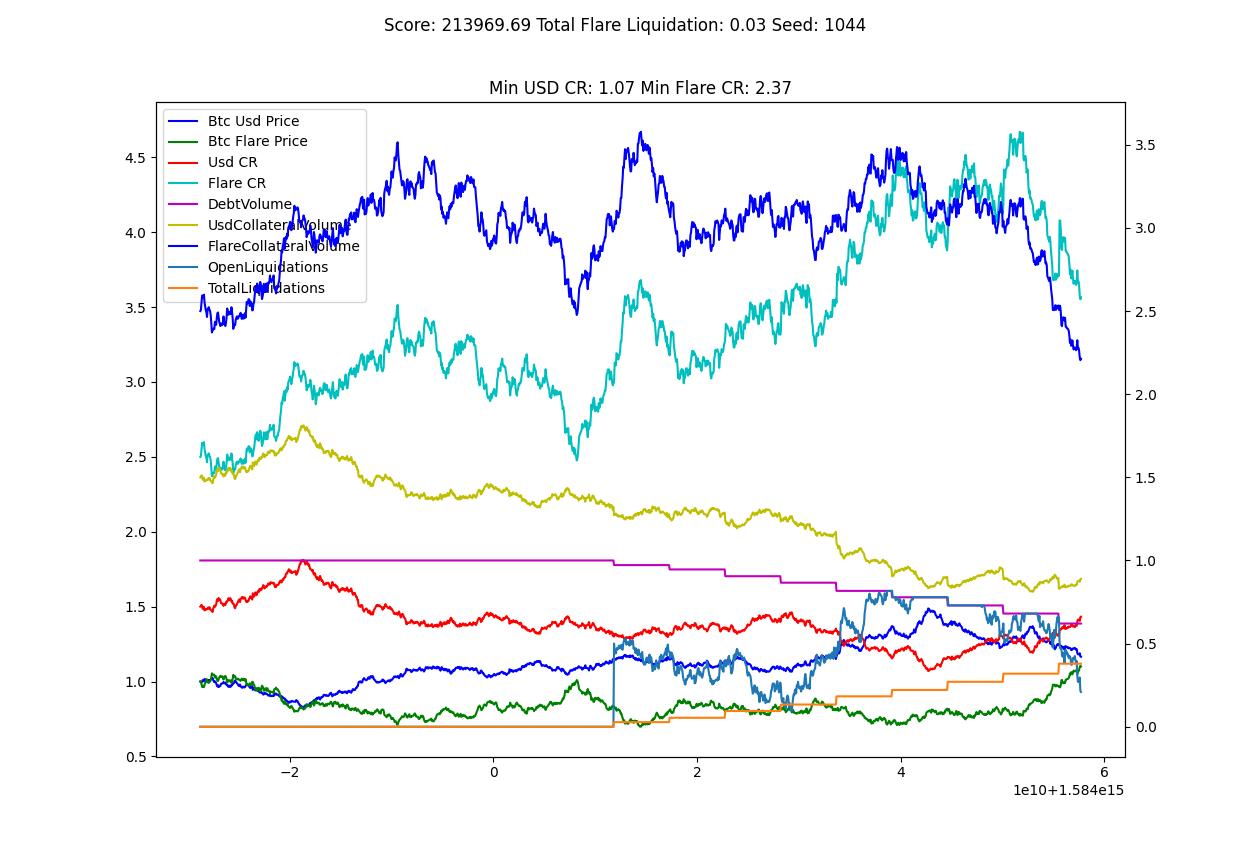 Score: 213969.69 Total Flare Liquidation: 0.03 Seed: 1044
Min USD CR: 1.07 Min Flare CR: 2.37
Btc Usd Price
Btc Flare Price
Usd CR
Flare CR
DebtVolume
UsdCollateralVolume
FlareCollateralVolume
OpenLiquidations
TotalLiquidations
4.5
4.0
3.5
3.0
2.5
2.0
1.5
1.0
0.5
3.5
3.0
2.5
2.0
1.5
1.0
0.5
0.0
−2 0 2 4 6
1e10+1.584e15